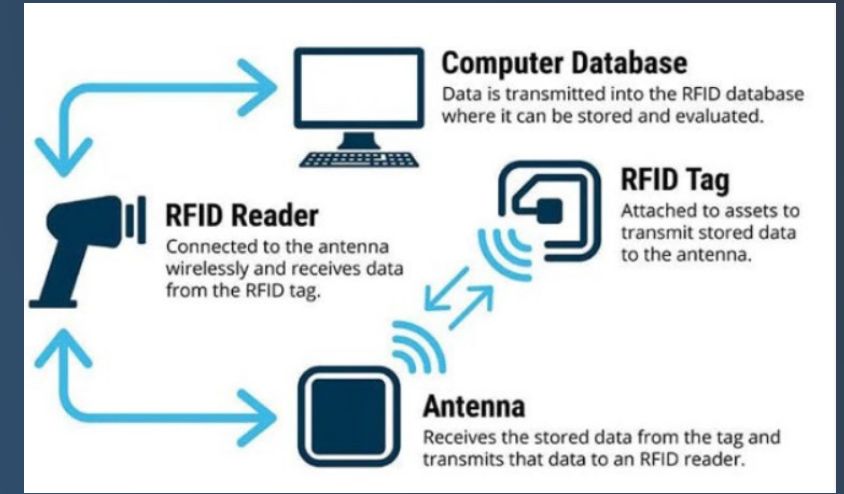 Computer Database
Data is transmitted into the RFID database
where it can be stored and evaluated.
RFID Tag
Attached to assets to
transmit stored data
to the antenna.
RFID Reader
Connected to the antenna
wirelessly and receives data
from the RFID tag.
Antenna
Receives the stored data from the tag and
transmits that data to an RFID reader.